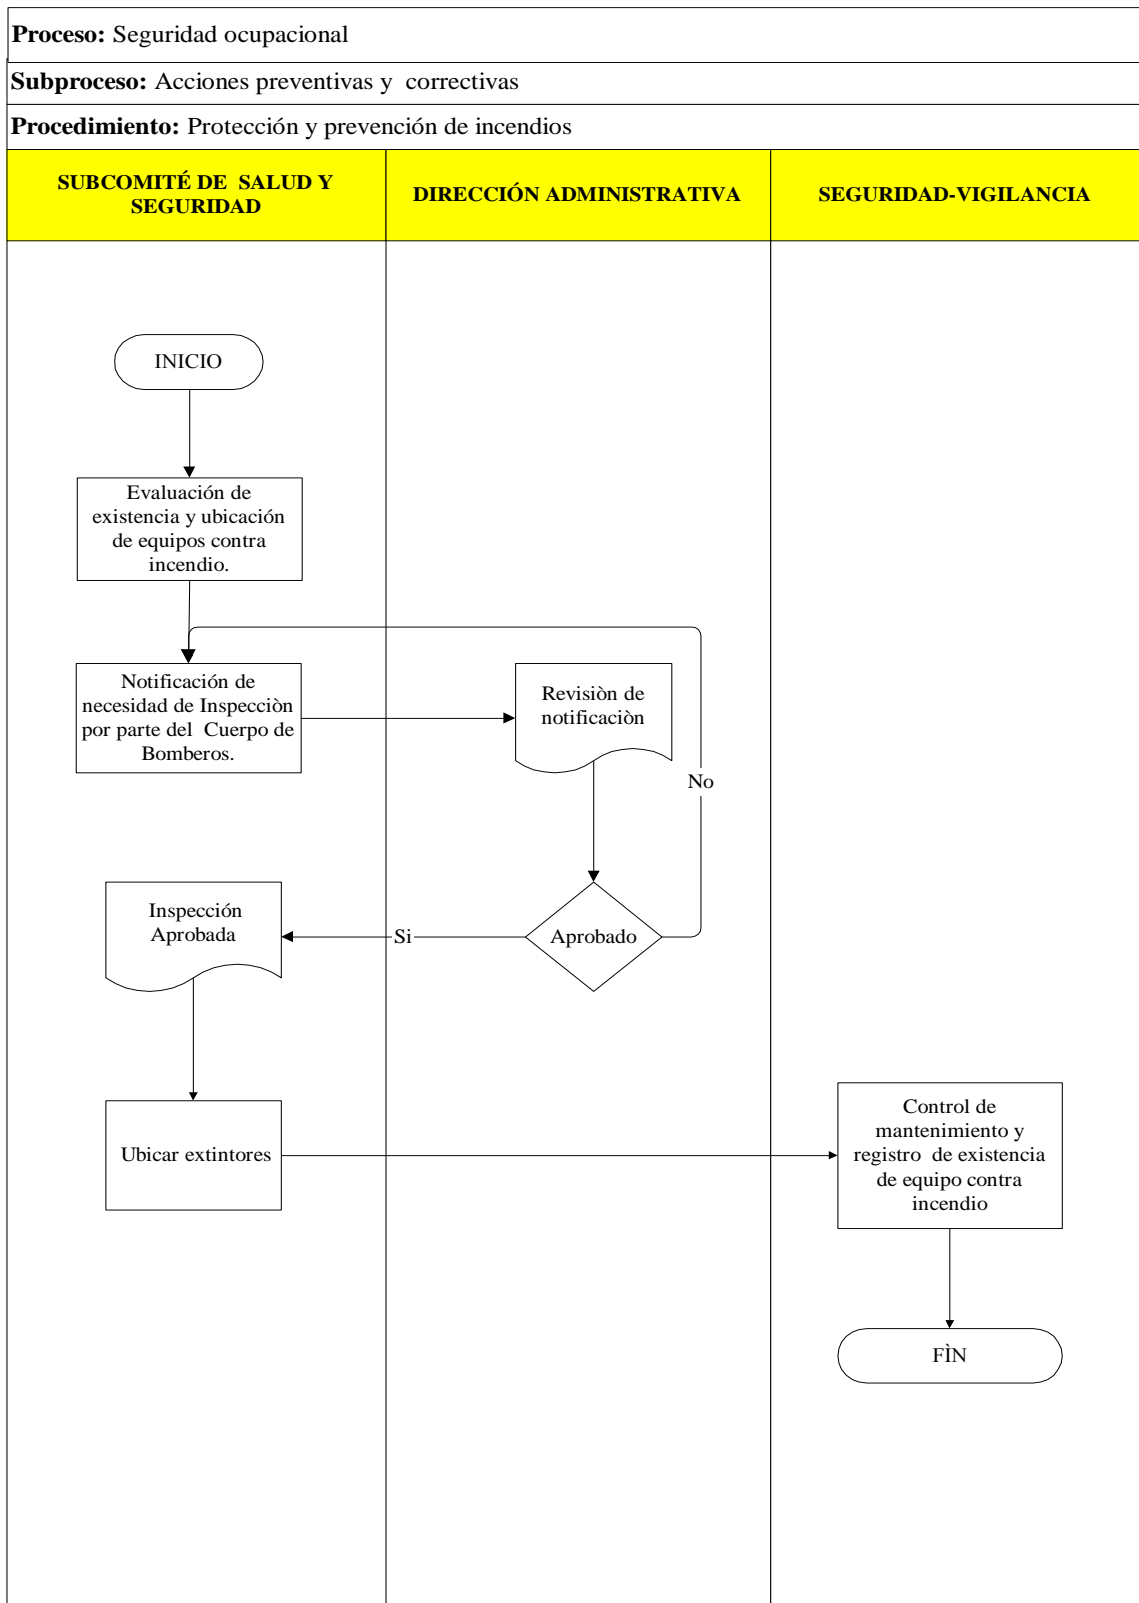 Proceso: Seguridad ocupacional
Subproceso: Acciones preventivas y  correctivas
Procedimiento: Protección y prevención de incendios
SUBCOMITÉ DE  SALUD Y
SEGURIDAD
DIRECCIÓN ADMINISTRATIVA
SEGURIDAD-VIGILANCIA
INICIO
Evaluación de
existencia y ubicación
de equipos contra
incendio.
Notificación de
necesidad de Inspecciòn
por parte del  Cuerpo de
Bomberos.
Revisiòn de
notificaciòn
No
Aprobado
Si
Inspección
Aprobada
Ubicar extintores
Control de
mantenimiento y
registro  de existencia
de equipo contra
incendio
FÌN